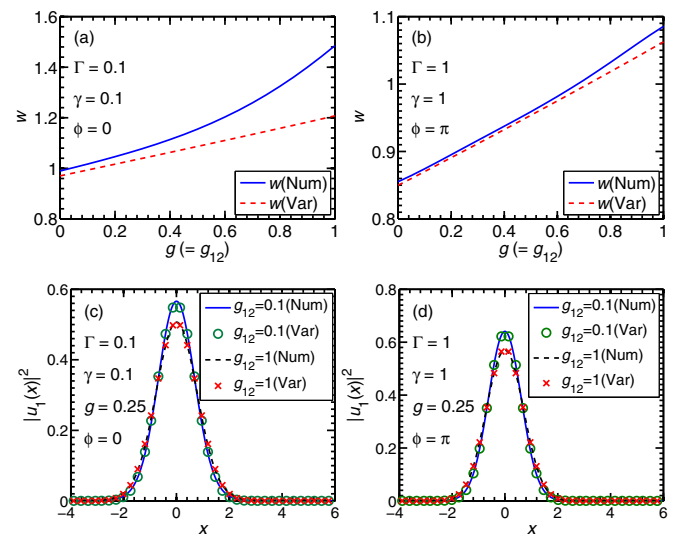 (a)
Γ = 0.1
γ = 0.1
ϕ = 0
w
1.6
1.4
1.2
1.0
0.8
0 0.2 0.4 0.6 0.8 1
g (= g₁₂)
w(Num)
w(Var)
(b)
Γ = 1
γ = 1
ϕ = π
w
1.1
1
0.9
0.8
0 0.2 0.4 0.6 0.8 1
g (= g₁₂)
w(Num)
w(Var)
(c)
Γ = 0.1
γ = 0.1
g = 0.25
ϕ = 0
|u₁(x)|²
0.6
0.4
0.2
0
−4 −2 0 2 4 6
x
g₁₂=0.1(Num)
g₁₂=0.1(Var)
g₁₂=1(Num)
g₁₂=1(Var)
(d)
Γ = 1
γ = 1
g = 0.25
ϕ = π
|u₁(x)|²
0.8
0.6
0.4
0.2
0
−4 −2 0 2 4 6
x
g₁₂=0.1(Num)
g₁₂=0.1(Var)
g₁₂=1(Num)
g₁₂=1(Var)